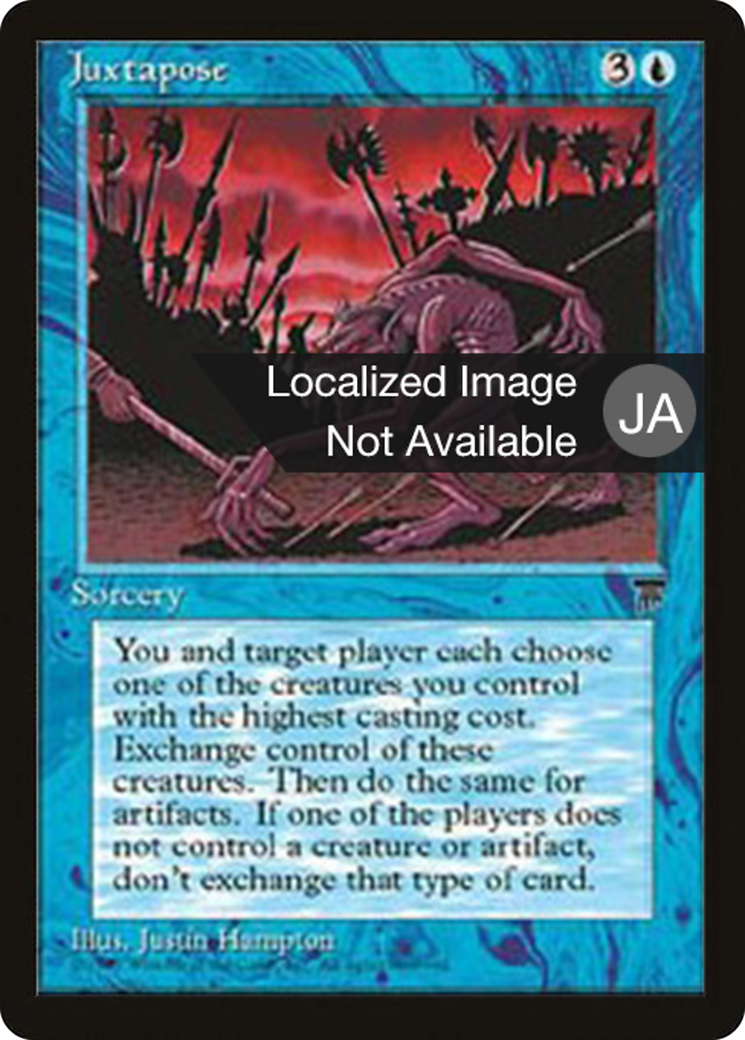 Juxtapose 3
Localized Image
Not Available
JA
Sorcery
You and target player each choose
one of the creatures you control
with the highest casting cost.
Exchange control of these
creatures. Then do the same for
artifacts. If one of the players does
not control a creature or artifact,
don't exchange that type of card.
Illus. Justin Hampton